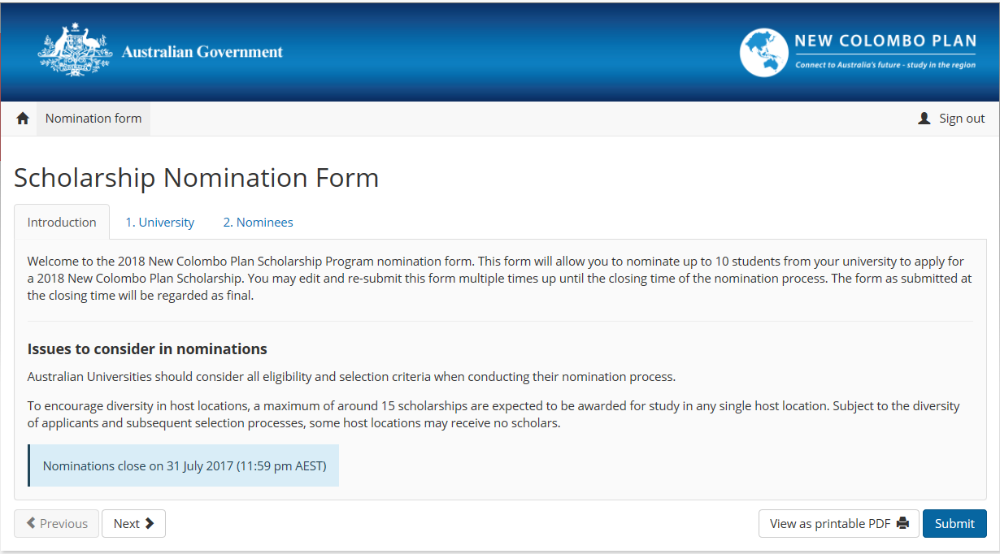 Australian Government
NEW COLOMBO PLAN
Connect to Australia's future - study in the region
Nomination form
Sign out
Scholarship Nomination Form
Introduction
1. University
2. Nominees
Welcome to the 2018 New Colombo Plan Scholarship Program nomination form. This form will allow you to nominate up to 10 students from your university to apply for
a 2018 New Colombo Plan Scholarship. You may edit and re-submit this form multiple times up until the closing time of the nomination process. The form as submitted at
the closing time will be regarded as final.
Issues to consider in nominations
Australian Universities should consider all eligibility and selection criteria when conducting their nomination process.
To encourage diversity in host locations, a maximum of around 15 scholarships are expected to be awarded for study in any single host location. Subject to the diversity
of applicants and subsequent selection processes, some host locations may receive no scholars.
Nominations close on 31 July 2017 (11:59 pm AEST)
Previous
Next
View as printable PDF
Submit